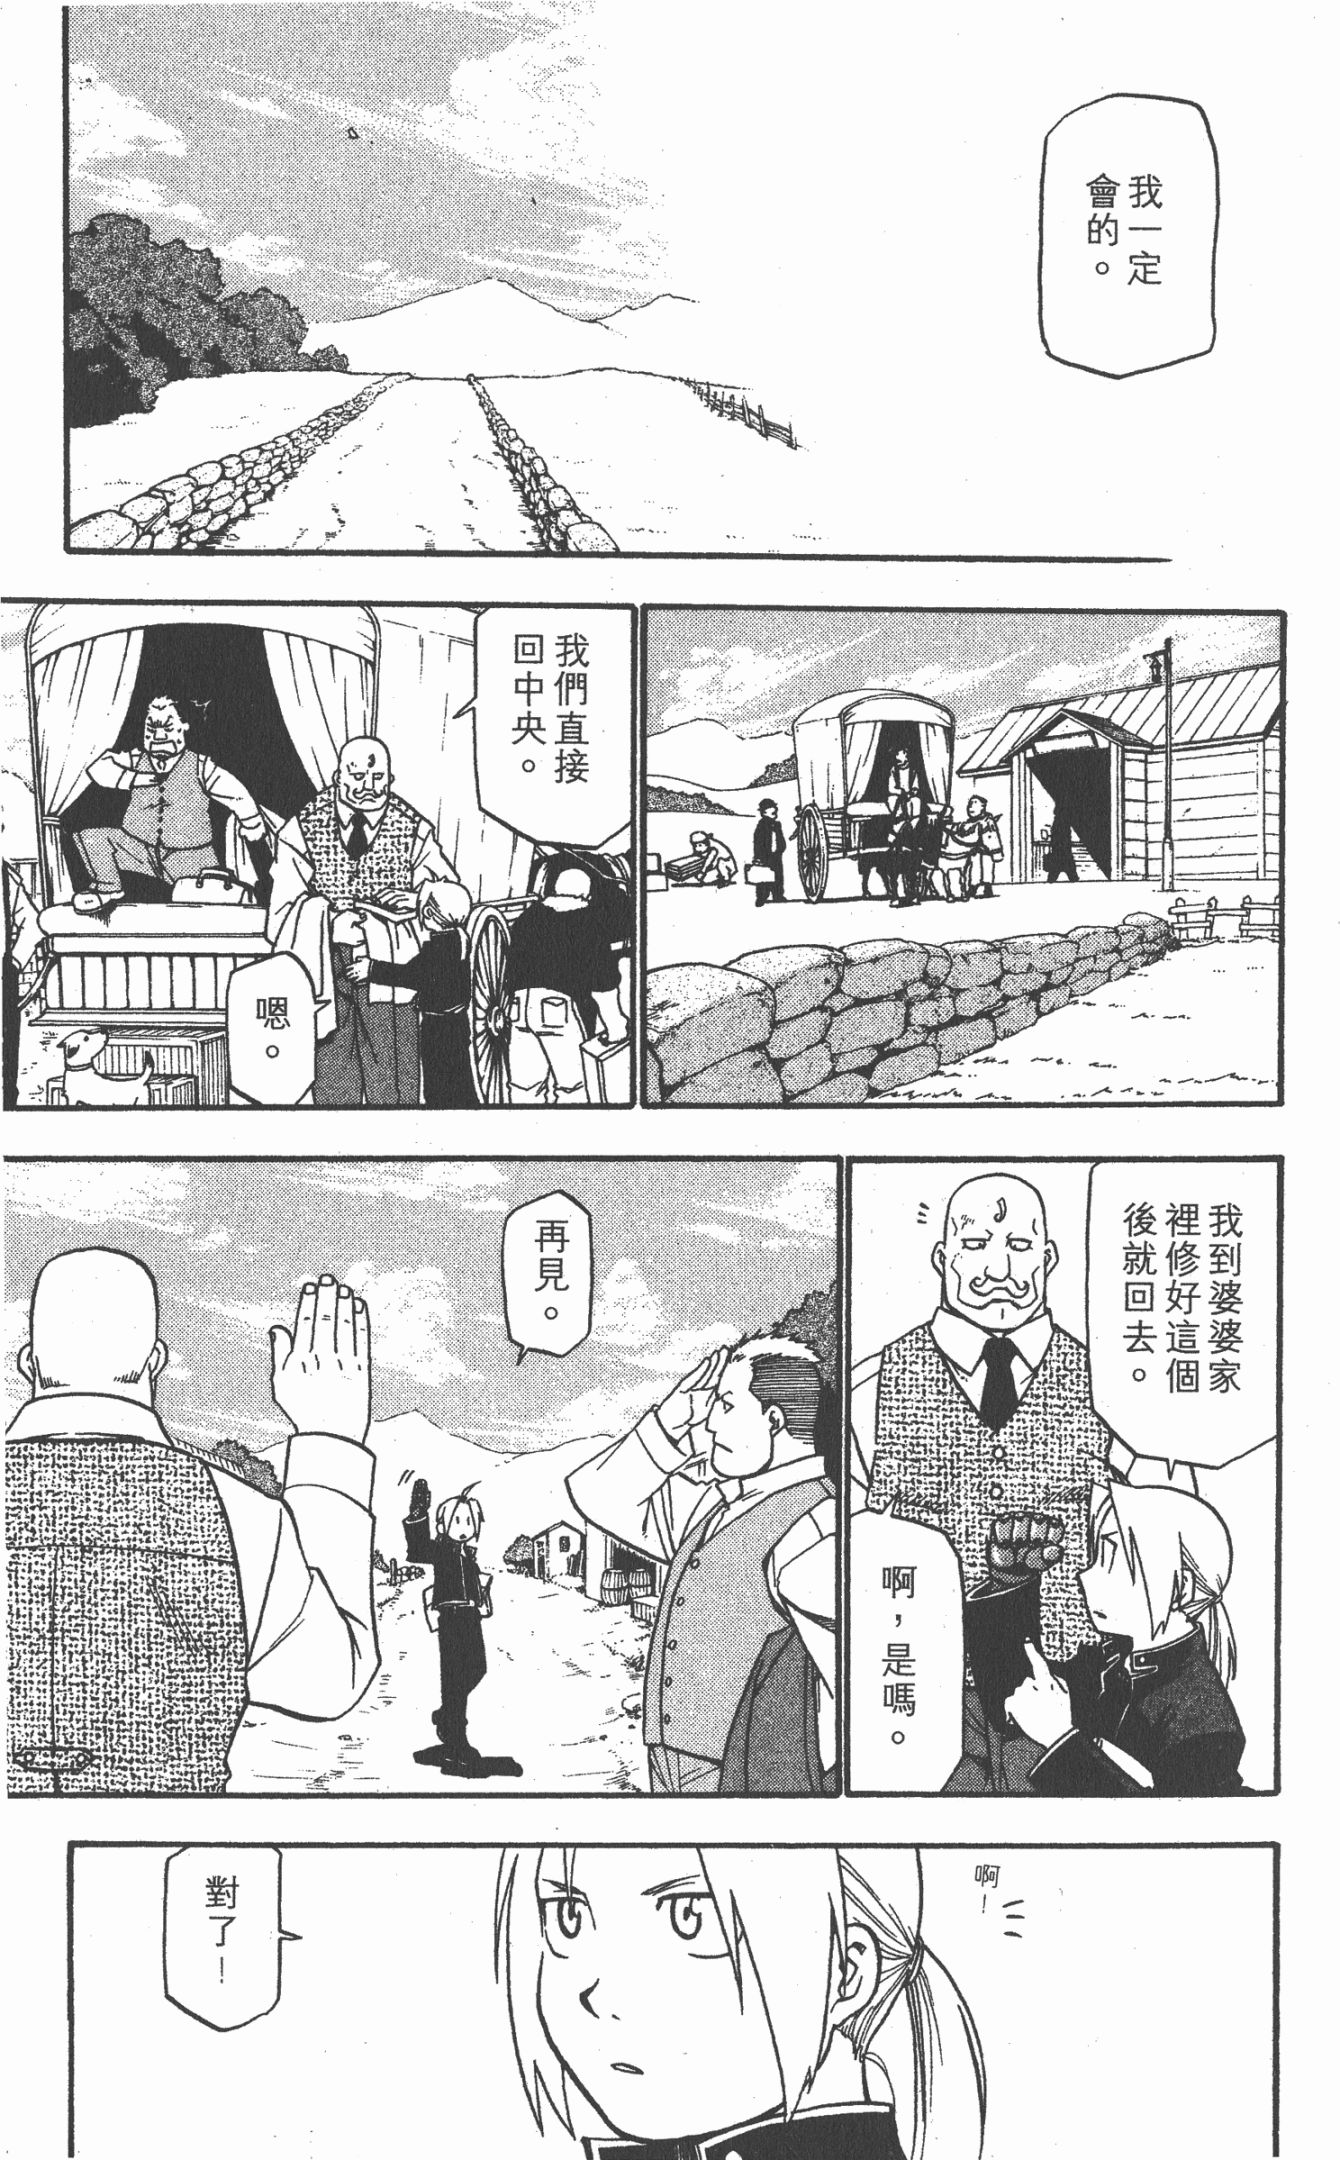 我一定
會的。
我們直接
回中央。
嗯。
我到婆婆家
裡修好這個
後就回去。
啊，是嗎。
再見。
啊！
對了！